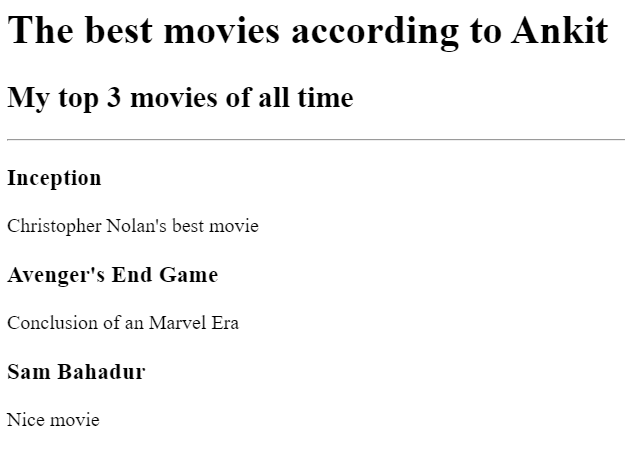 The best movies according to Ankit
My top 3 movies of all time
Inception
Christopher Nolan's best movie
Avenger's End Game
Conclusion of an Marvel Era
Sam Bahadur
Nice movie